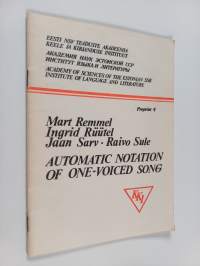 EESTI NSV TEADUSTE AKADEEMIA
KEELE JA KIRJANDUSE INSTITUUT
АКАДЕМИЯ НАУК ЭСТОНСКОЙ ССР
ИНСТИТУТ ЯЗЫКА И ЛИТЕРАТУРЫ
ACADEMY OF SCIENCES OF THE ESTONIAN SSR
INSTITUTE OF LANGUAGE AND LITERATURE
Preprint 4
Mart Remmel
Ingrid Rüütel
Jaan Sarv · Raivo Sule
AUTOMATIC NOTATION
OF ONE-VOICED SONG